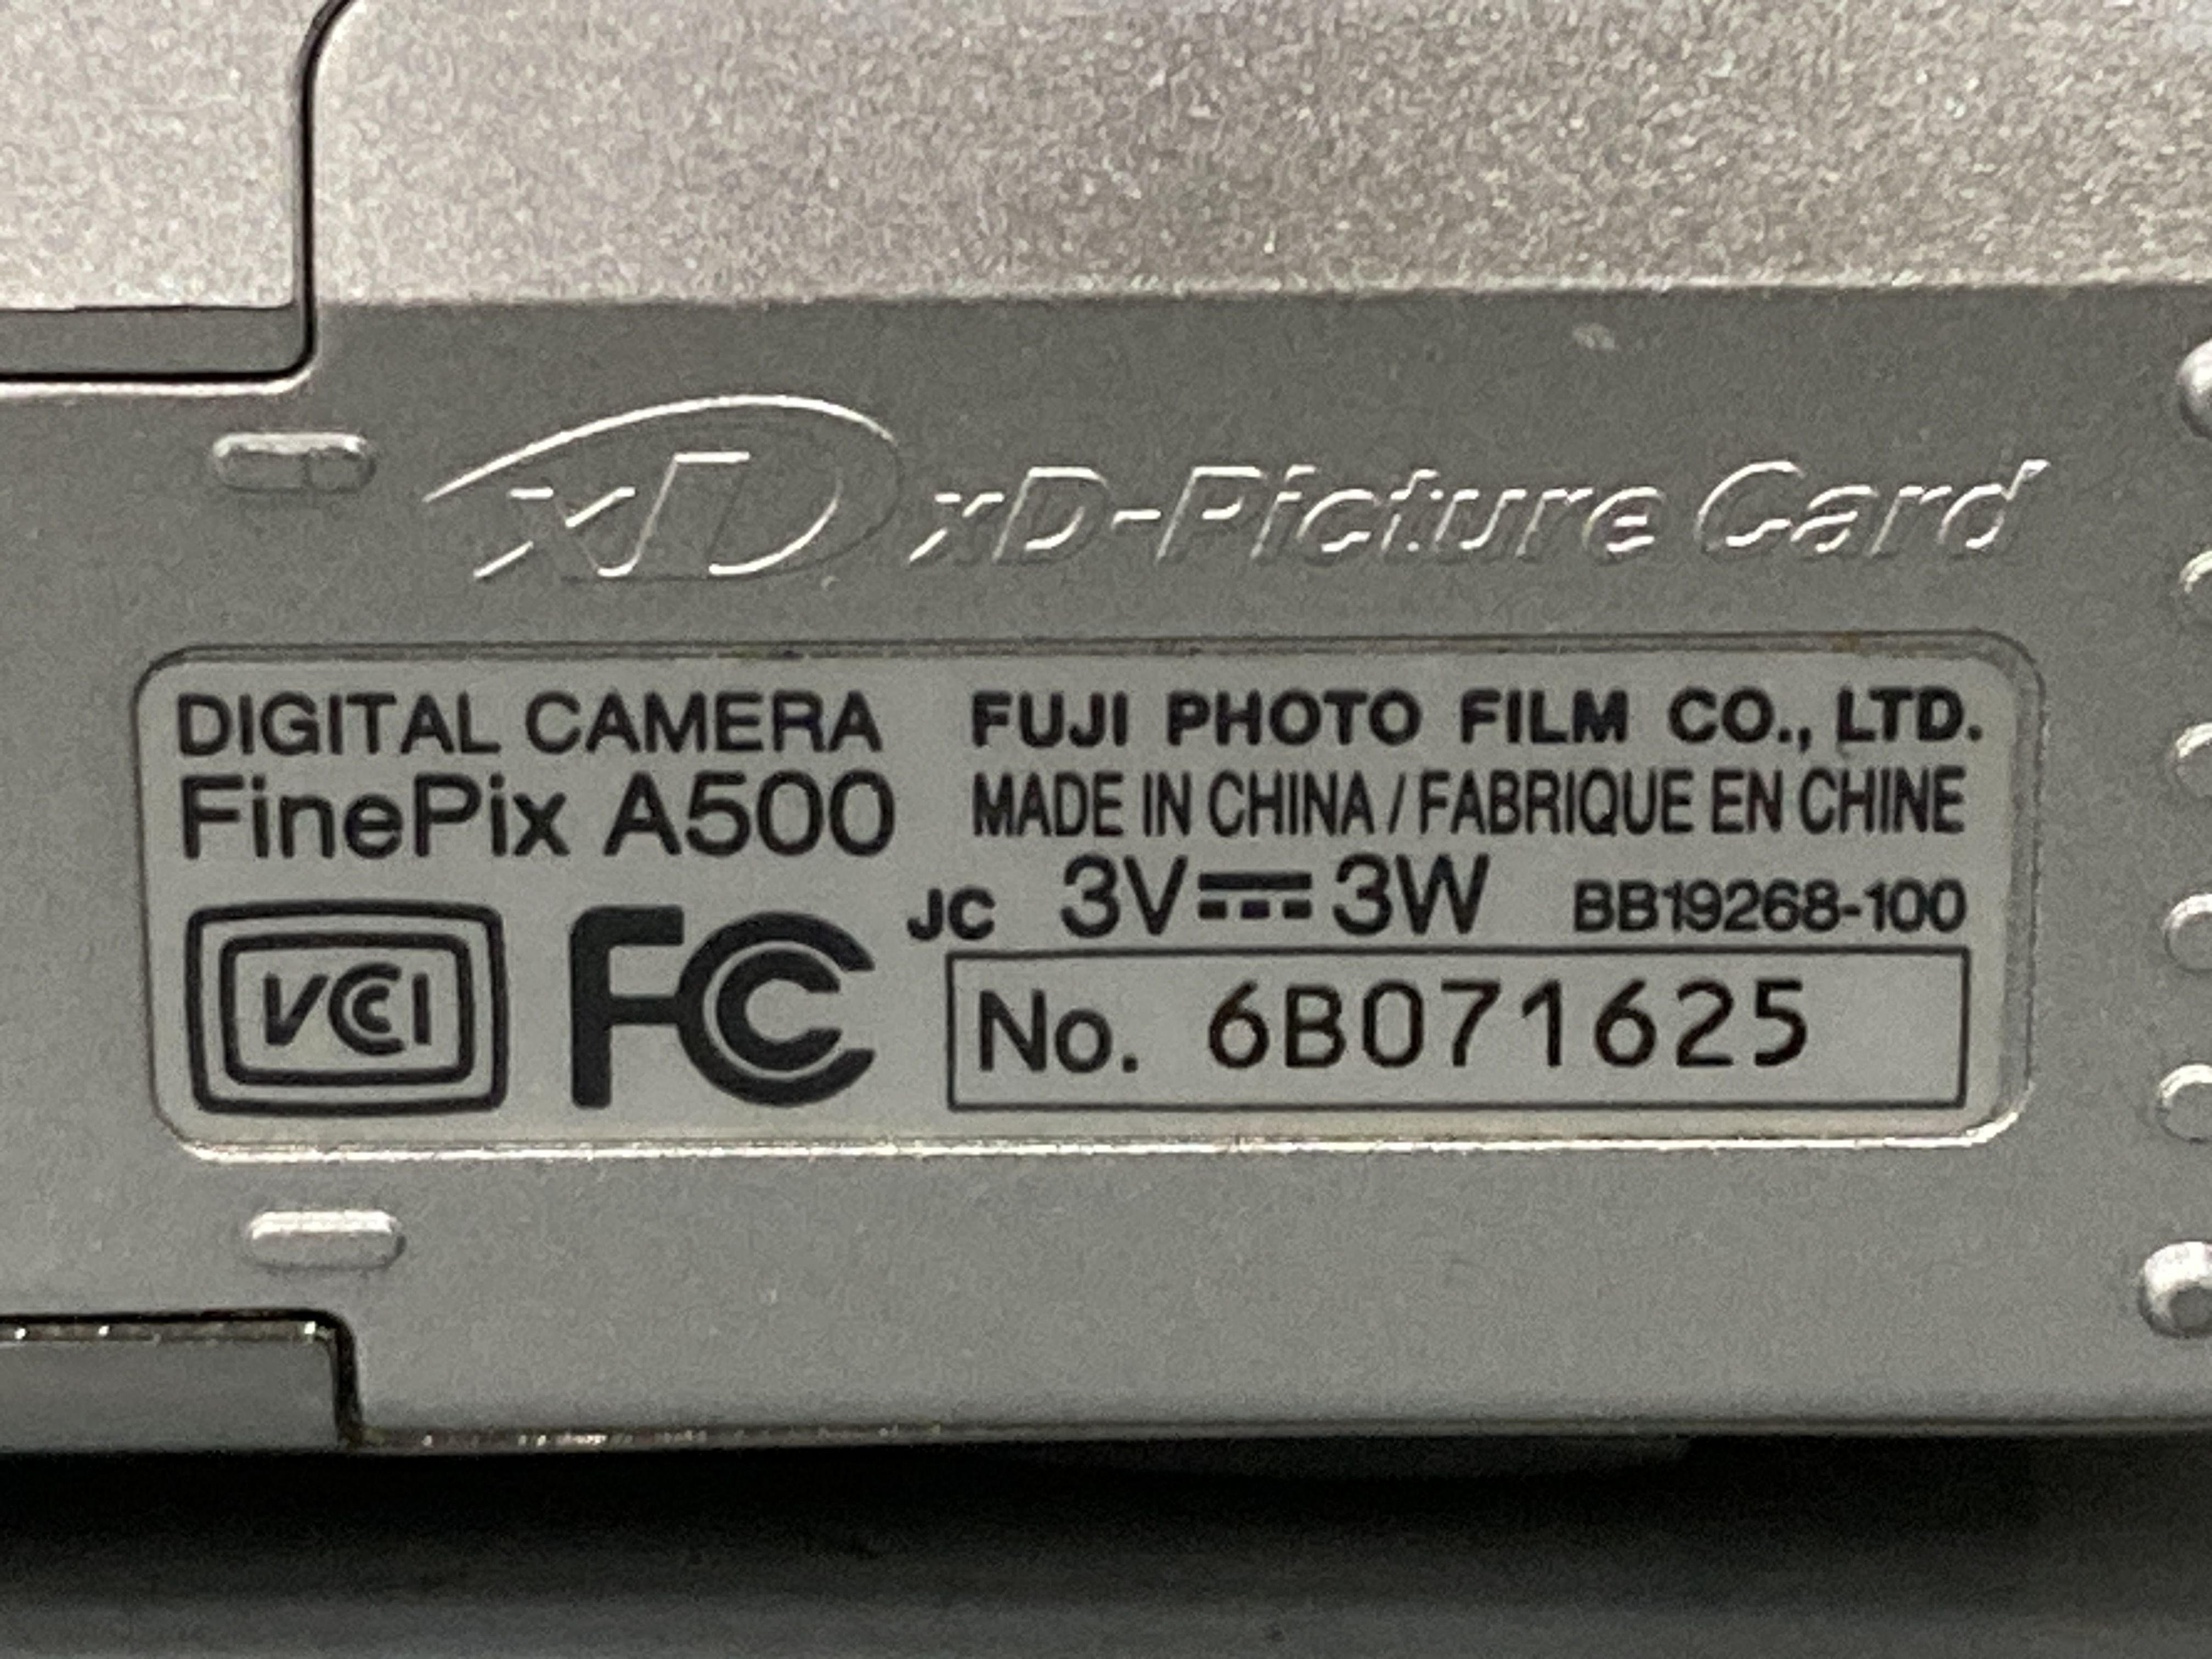 xD xD-Picture Card
DIGITAL CAMERA
FinePix A500
FUJI PHOTO FILM CO., LTD.
MADE IN CHINA / FABRIQUE EN CHINE
JC 3V⎓3W BB19268-100
VCCI FC
No. 6B071625